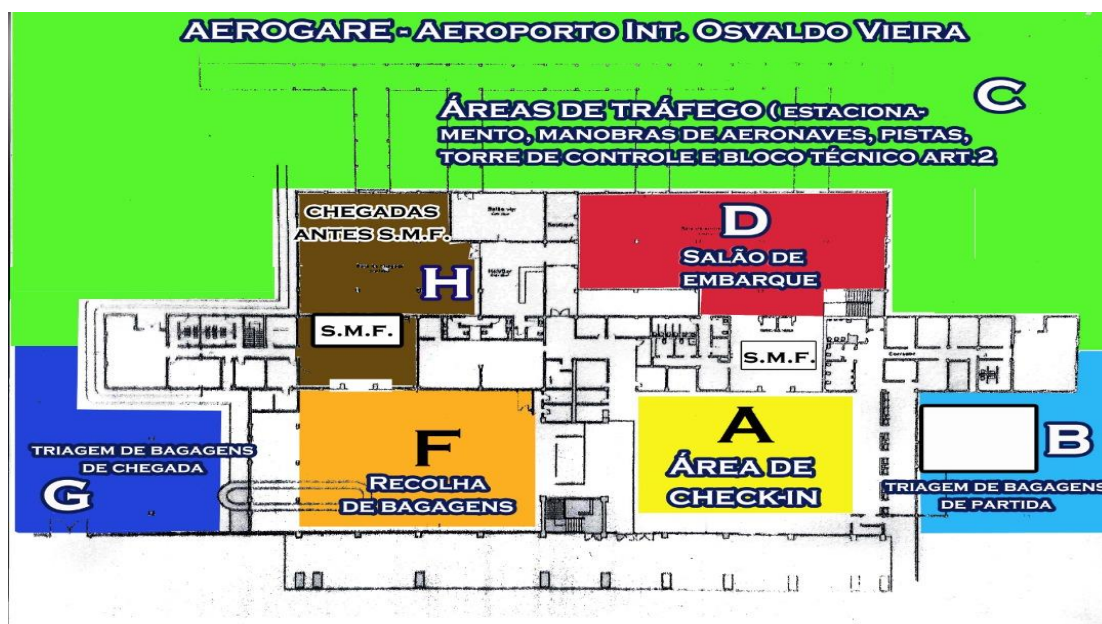 AEROGARE - AEROPORTO INT. OSVALDO VIEIRA
C
ÁREAS DE TRÁFEGO (ESTACIONA-
MENTO, MANOBRAS DE AERONAVES, PISTAS,
TORRE DE CONTROLE E BLOCO TÉCNICO ART.2
CHEGADAS
ANTES S.M.F.
H
D
SALÃO DE
EMBARQUE
S.M.F.
S.M.F.
Corredor
F
RECOLHA
DE BAGAGENS
A
ÁREA DE
CHECK-IN
B
TRIAGEM DE BAGAGENS
DE PARTIDA
TRIAGEM DE BAGAGENS
DE CHEGADA
G